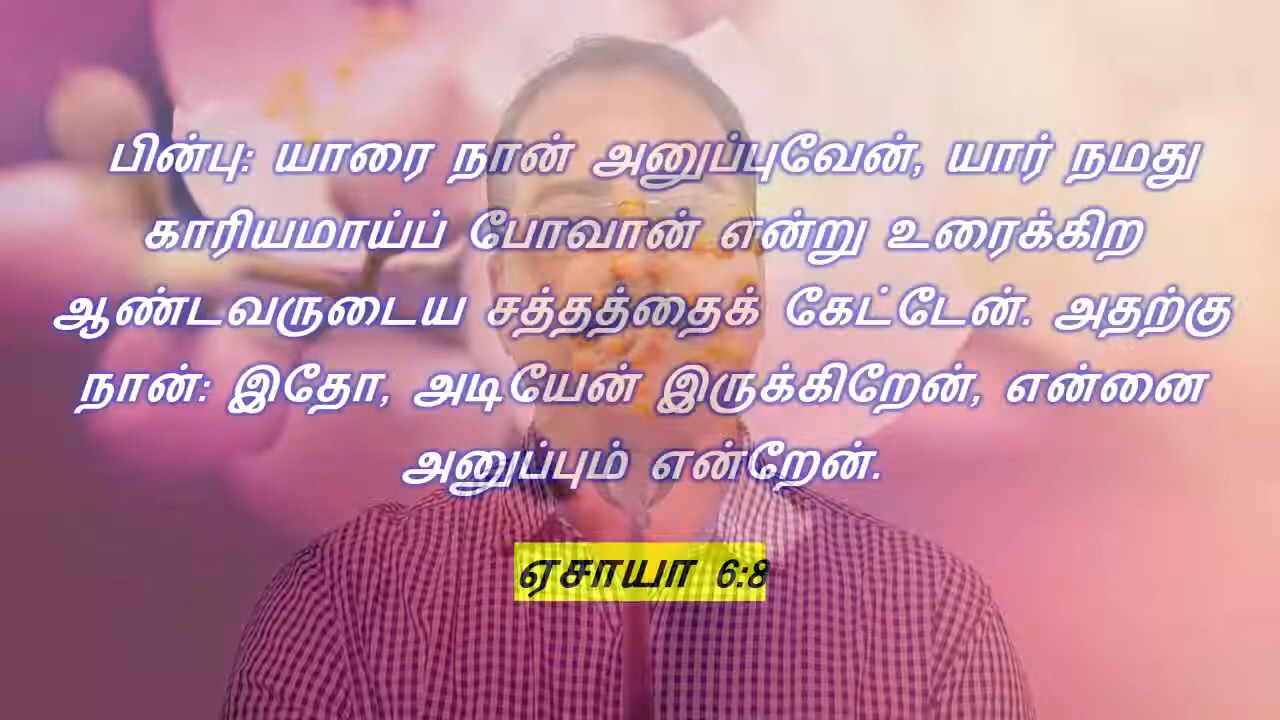 பின்பு: யாரை நான் அனுப்புவேன், யார் நமது
காரியமாய்ப் போவான் என்று உரைக்கிற
ஆண்டவருடைய சத்தத்தைக் கேட்டேன். அதற்கு
நான்: இதோ, அடியேன் இருக்கிறேன், என்னை
அனுப்பும் என்றேன்.
ஏசாயா 6:8